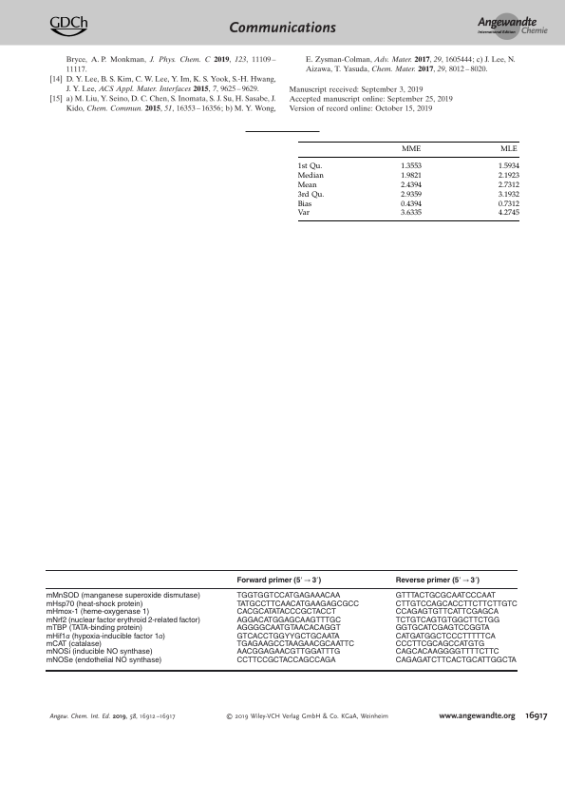 GDCh
Communications
Angewandte
International Edition Chemie
Bryce, A. P. Monkman, J. Phys. Chem. C 2019, 123, 11109–
11117.
[14] D. Y. Lee, B. S. Kim, C. W. Lee, Y. Im, K. S. Yook, S.-H. Hwang,
J. Y. Lee, ACS Appl. Mater. Interfaces 2015, 7, 9625–9629.
[15] a) M. Liu, Y. Seino, D. C. Chen, S. Inomata, S. J. Su, H. Sasabe, J.
Kido, Chem. Commun. 2015, 51, 16353–16356; b) M. Y. Wong,
E. Zysman-Colman, Adv. Mater. 2017, 29, 1605444; c) J. Lee, N.
Aizawa, T. Yasuda, Chem. Mater. 2017, 29, 8012–8020.
Manuscript received: September 3, 2019
Accepted manuscript online: September 25, 2019
Version of record online: October 15, 2019
MME MLE
1st Qu. 1.3553 1.5934
Median 1.9821 2.1923
Mean 2.4394 2.7312
3rd Qu. 2.9359 3.1932
Bias 0.4394 0.7312
Var 3.6335 4.2745
Forward primer (5′ → 3′) Reverse primer (5′ → 3′)
mMnSOD (manganese superoxide dismutase) TGGTGGTCCATGAGAAACAA GTTTACTGCGCAATCCCAAT
mHsp70 (heat-shock protein) TATGCCTTCAACATGAAGAGCGCC CTTGTCCAGCACCTTCTTCTTGTC
mHmox-1 (heme-oxygenase 1) CACGCATATACCCGCTACCT CCAGAGTGTTCATTCGAGCA
mNrf2 (nuclear factor erythroid 2-related factor) AGGACATGGAGCAAGTTTGC TCTGTCAGTGTGGCTTCTGG
mTBP (TATA-binding protein) AGGGGCAATGTAACACAGGT GGTGCATCGAGTCCGGTA
mHif1α (hypoxia-inducible factor 1α) GTCACCTGGYYGCTGCAATA CATGATGGCTCCCTTTTTCA
mCAT (catalase) TGAGAAGCCTAAGAACGCAATTC CCCTTCGCAGCCATGTG
mNOSi (inducible NO synthase) AACGGAGAACGTTGGATTTG CAGCACAAGGGGTTTTCTTC
mNOSe (endothelial NO synthase) CCTTCCGCTACCAGCCAGA CAGAGATCTTCACTGCATTGGCTA
Angew. Chem. Int. Ed. 2019, 58, 16912–16917
© 2019 Wiley-VCH Verlag GmbH & Co. KGaA, Weinheim
www.angewandte.org 16917